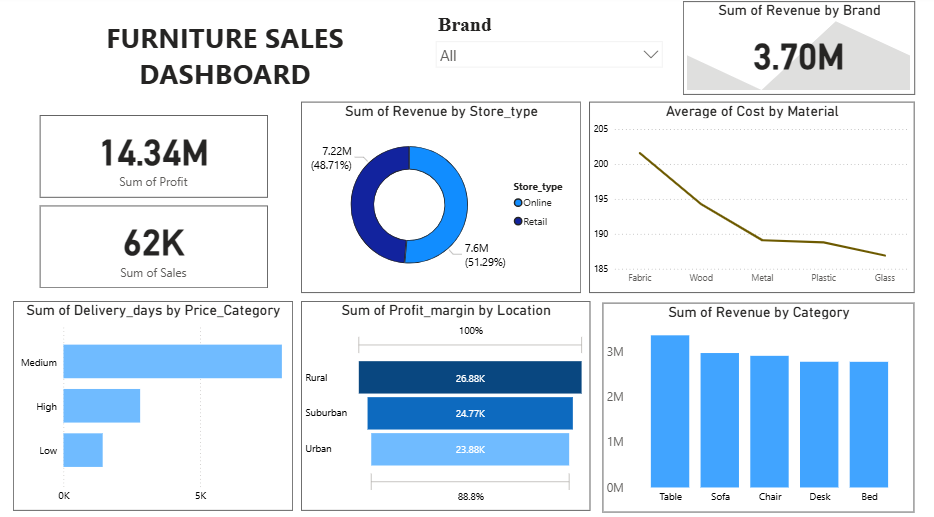 FURNITURE SALES
DASHBOARD
Brand
All
Sum of Revenue by Brand
3.70M
14.34M
Sum of Profit
62K
Sum of Sales
Sum of Revenue by Store_type
7.22M
(48.71%)
7.6M
(51.29%)
Store_type
Online
Retail
Average of Cost by Material
205
200
195
190
185
Fabric Wood Metal Plastic Glass
Sum of Delivery_days by Price_Category
Medium
High
Low
0K 5K
Sum of Profit_margin by Location
100%
Rural 26.88K
Suburban 24.77K
Urban 23.88K
88.8%
Sum of Revenue by Category
3M
2M
1M
0M
Table Sofa Chair Desk Bed